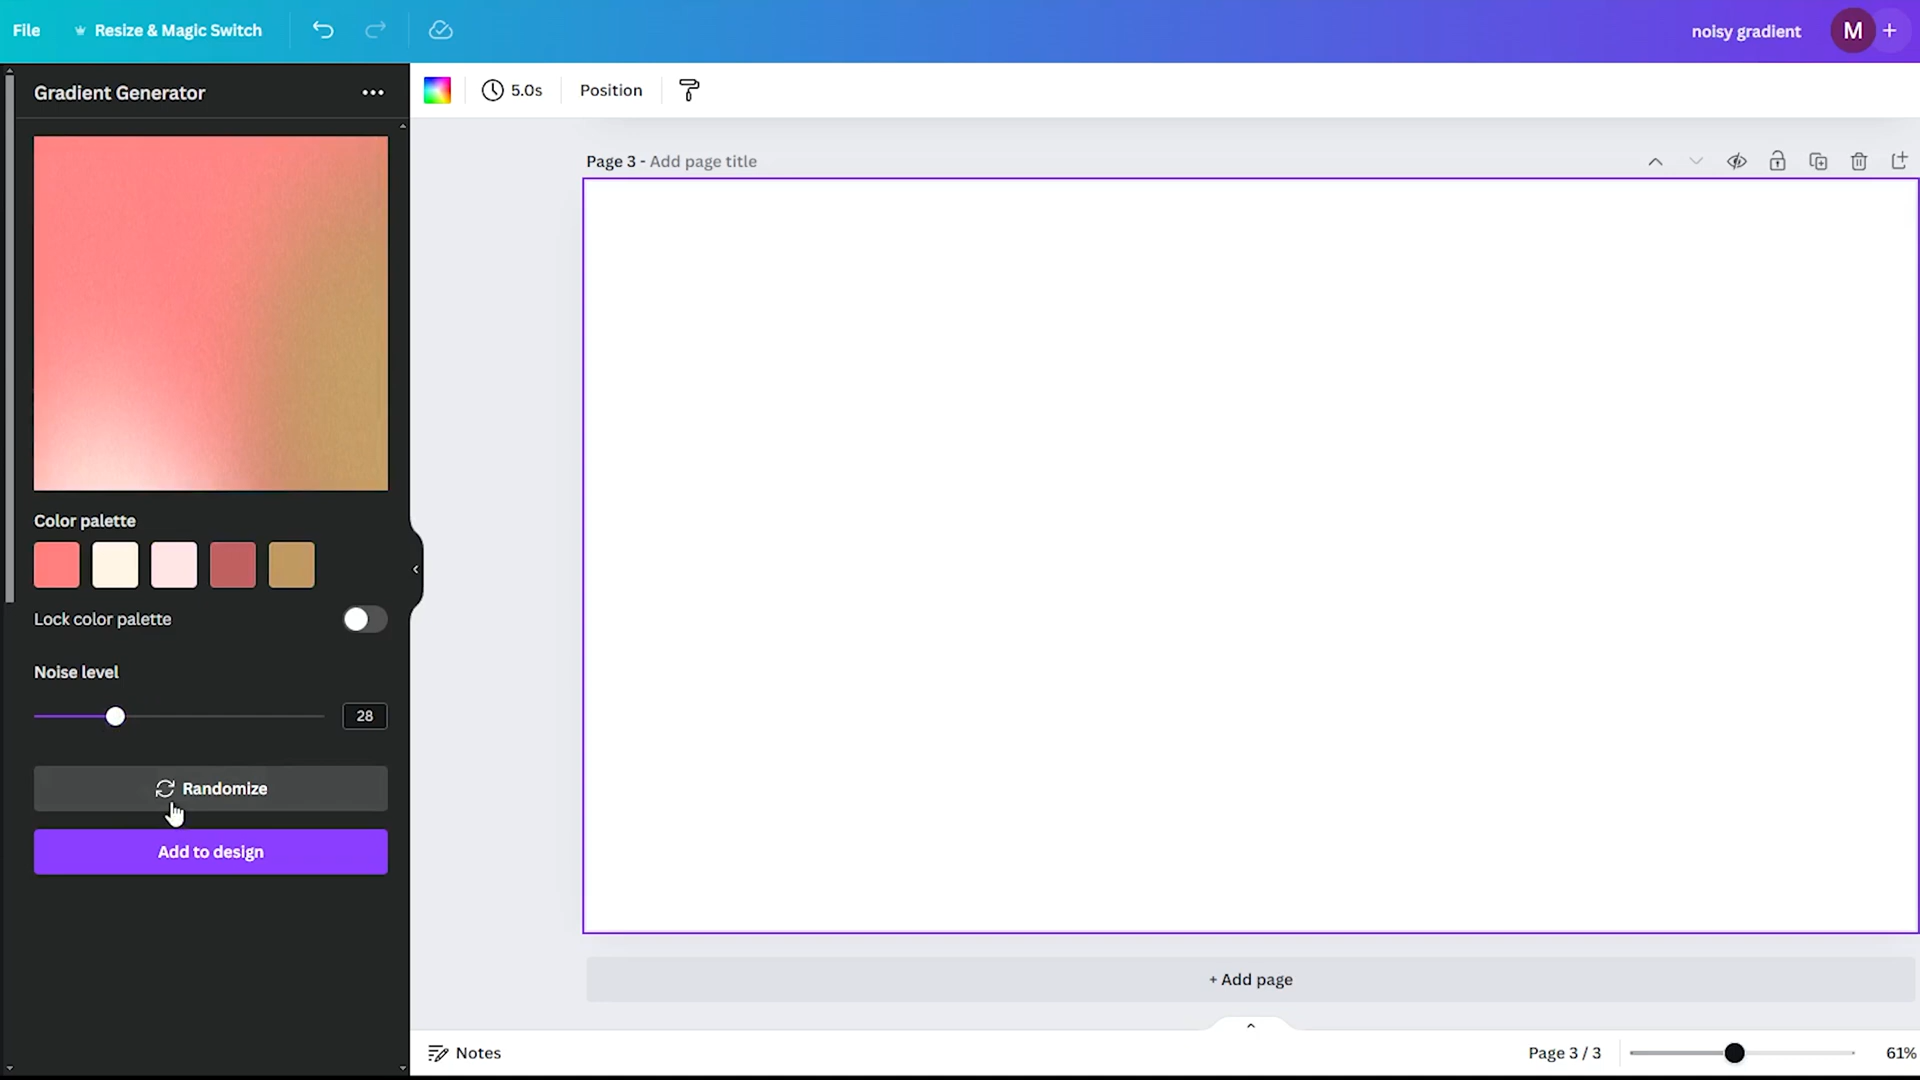 File
Resize & Magic Switch
noisy gradient
M
Gradient Generator
5.0s
Position
Page 3 - Add page title
Color palette
Lock color palette
Noise level
28
Randomize
Add to design
+ Add page
Notes
Page 3 / 3
61%